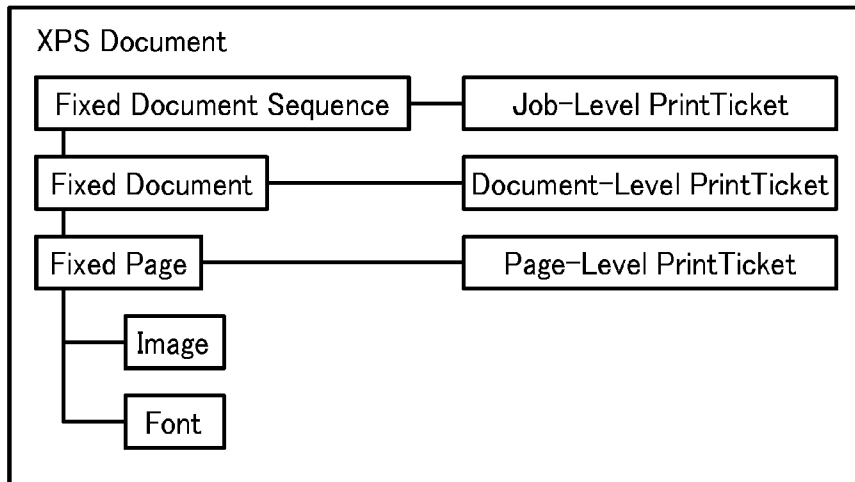 XPS Document
Fixed Document Sequence
Job-Level PrintTicket
Fixed Document
Document-Level PrintTicket
Fixed Page
Page-Level PrintTicket
Image
Font